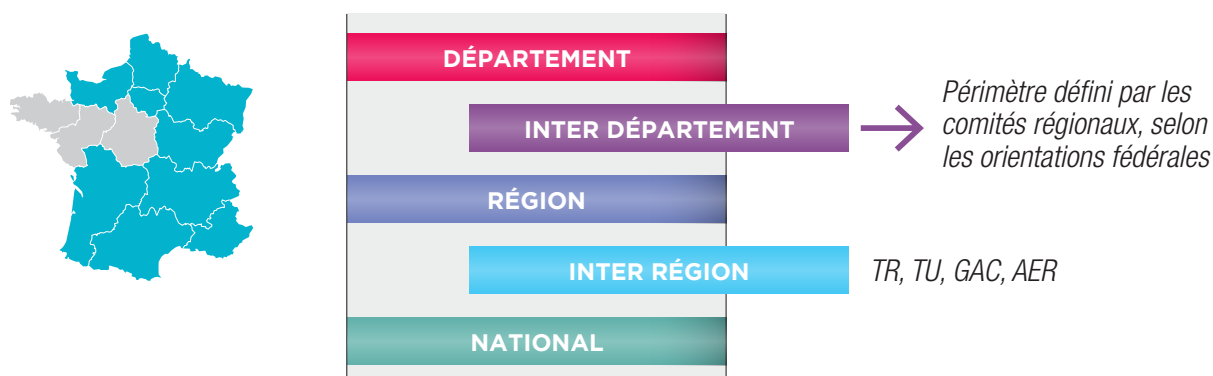 DÉPARTEMENT
INTER DÉPARTEMENT
Périmètre défini par les
comités régionaux, selon
les orientations fédérales
RÉGION
INTER RÉGION
TR, TU, GAC, AER
NATIONAL